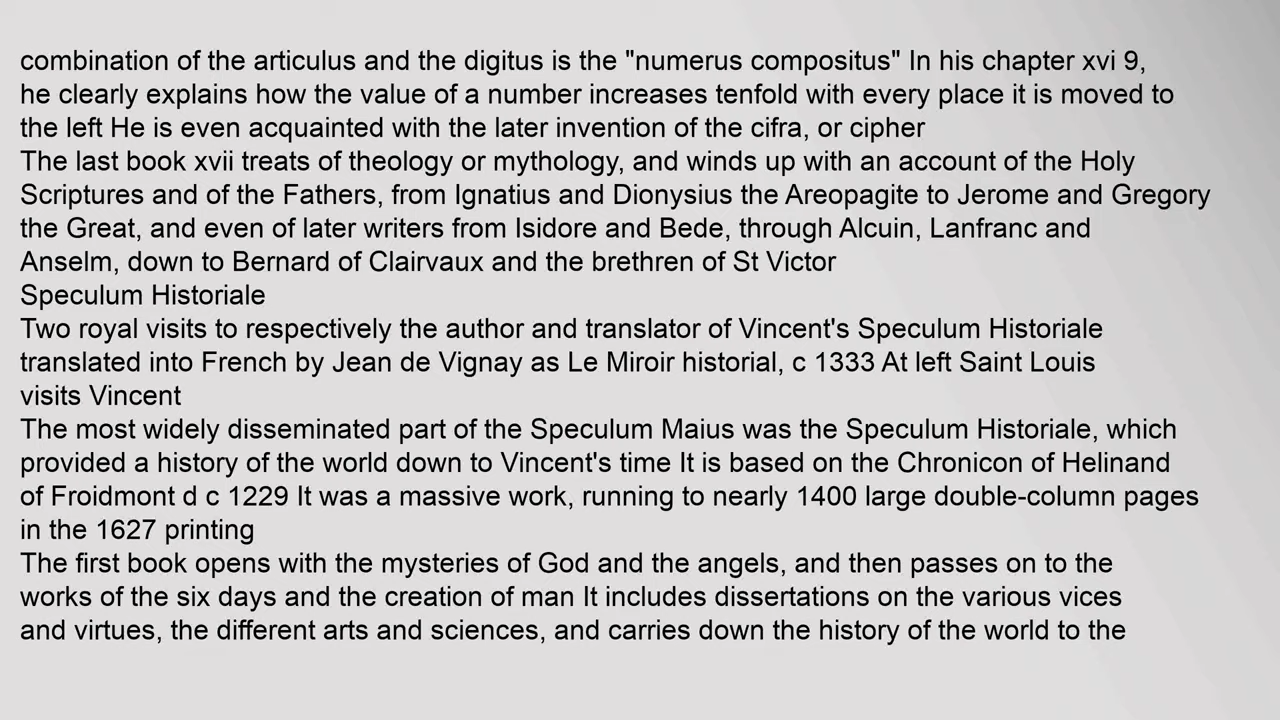 combination of the articulus and the digitus is the "numerus compositus" In his chapter xvi 9,
he clearly explains how the value of a number increases tenfold with every place it is moved to
the left He is even acquainted with the later invention of the cifra, or cipher
The last book xvii treats of theology or mythology, and winds up with an account of the Holy
Scriptures and of the Fathers, from Ignatius and Dionysius the Areopagite to Jerome and Gregory
the Great, and even of later writers from Isidore and Bede, through Alcuin, Lanfranc and
Anselm, down to Bernard of Clairvaux and the brethren of St Victor
Speculum Historiale
Two royal visits to respectively the author and translator of Vincent's Speculum Historiale
translated into French by Jean de Vignay as Le Miroir historial, c 1333 At left Saint Louis
visits Vincent
The most widely disseminated part of the Speculum Maius was the Speculum Historiale, which
provided a history of the world down to Vincent's time It is based on the Chronicon of Helinand
of Froidmont d c 1229 It was a massive work, running to nearly 1400 large double-column pages
in the 1627 printing
The first book opens with the mysteries of God and the angels, and then passes on to the
works of the six days and the creation of man It includes dissertations on the various vices
and virtues, the different arts and sciences, and carries down the history of the world to the